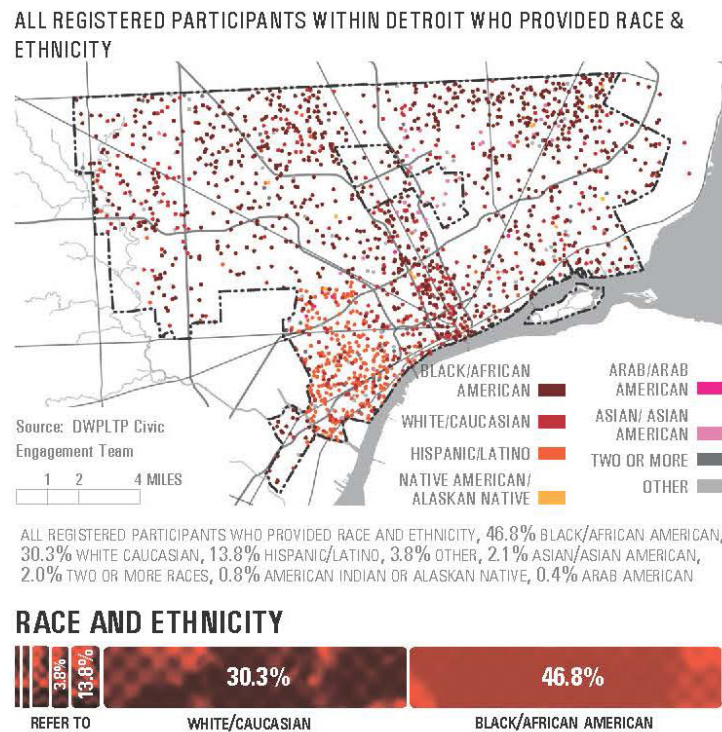 ALL REGISTERED PARTICIPANTS WITHIN DETROIT WHO PROVIDED RACE &
ETHNICITY
BLACK/AFRICAN
AMERICAN
WHITE/CAUCASIAN
HISPANIC/LATINO
NATIVE AMERICAN/
ALASKAN NATIVE
ARAB/ARAB
AMERICAN
ASIAN/ ASIAN
AMERICAN
TWO OR MORE
OTHER
Source: DWPLTP Civic
Engagement Team
1 2 4 MILES
ALL REGISTERED PARTICIPANTS WHO PROVIDED RACE AND ETHNICITY, 46.8% BLACK/AFRICAN AMERICAN,
30.3% WHITE CAUCASIAN, 13.8% HISPANIC/LATINO, 3.8% OTHER, 2.1% ASIAN/ASIAN AMERICAN,
2.0% TWO OR MORE RACES, 0.8% AMERICAN INDIAN OR ALASKAN NATIVE, 0.4% ARAB AMERICAN
RACE AND ETHNICITY
3.8% 13.8% 30.3% 46.8%
REFER TO WHITE/CAUCASIAN BLACK/AFRICAN AMERICAN